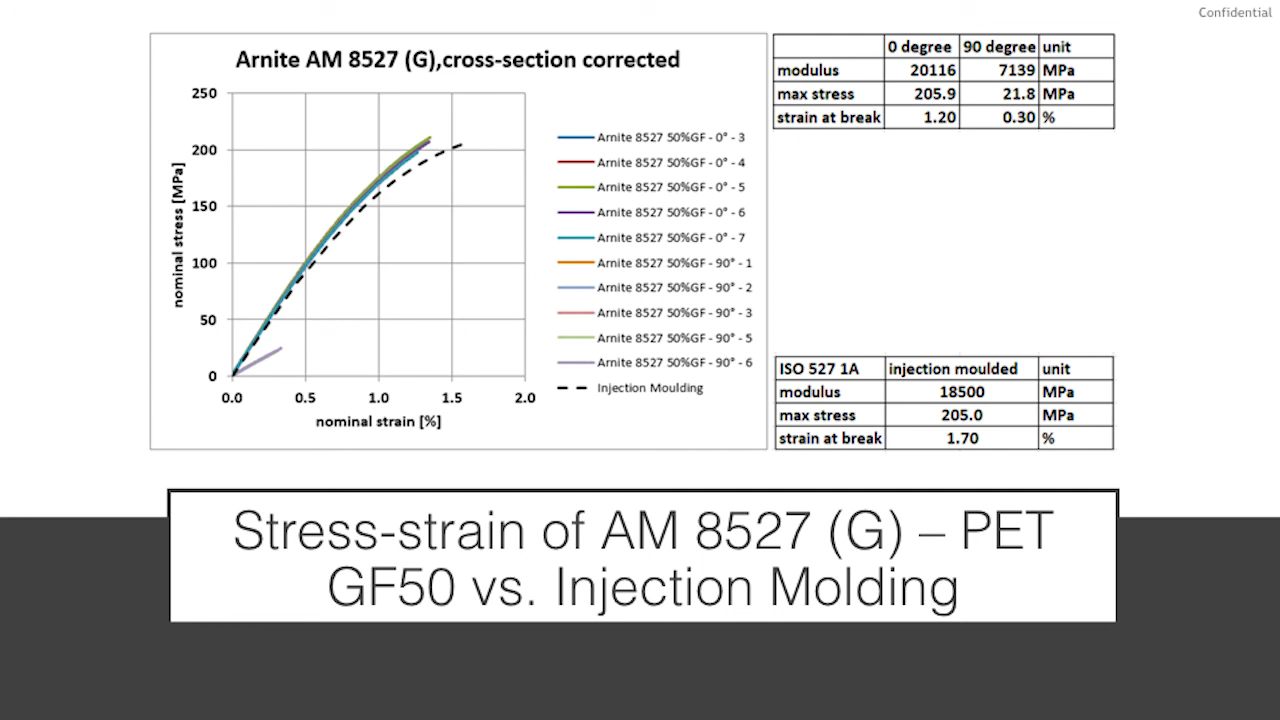 Confidential
Arnite AM 8527 (G),cross-section corrected
250
200
150
100
50
0
nominal stress [MPa]
0.0 0.5 1.0 1.5 2.0
nominal strain [%]
Arnite 8527 50%GF - 0° - 3
Arnite 8527 50%GF - 0° - 4
Arnite 8527 50%GF - 0° - 5
Arnite 8527 50%GF - 0° - 6
Arnite 8527 50%GF - 0° - 7
Arnite 8527 50%GF - 90° - 1
Arnite 8527 50%GF - 90° - 2
Arnite 8527 50%GF - 90° - 3
Arnite 8527 50%GF - 90° - 5
Arnite 8527 50%GF - 90° - 6
Injection Moulding
0 degree 90 degree unit
modulus 20116 7139 MPa
max stress 205.9 21.8 MPa
strain at break 1.20 0.30 %
ISO 527 1A injection moulded unit
modulus 18500 MPa
max stress 205.0 MPa
strain at break 1.70 %
Stress-strain of AM 8527 (G) – PET
GF50 vs. Injection Molding